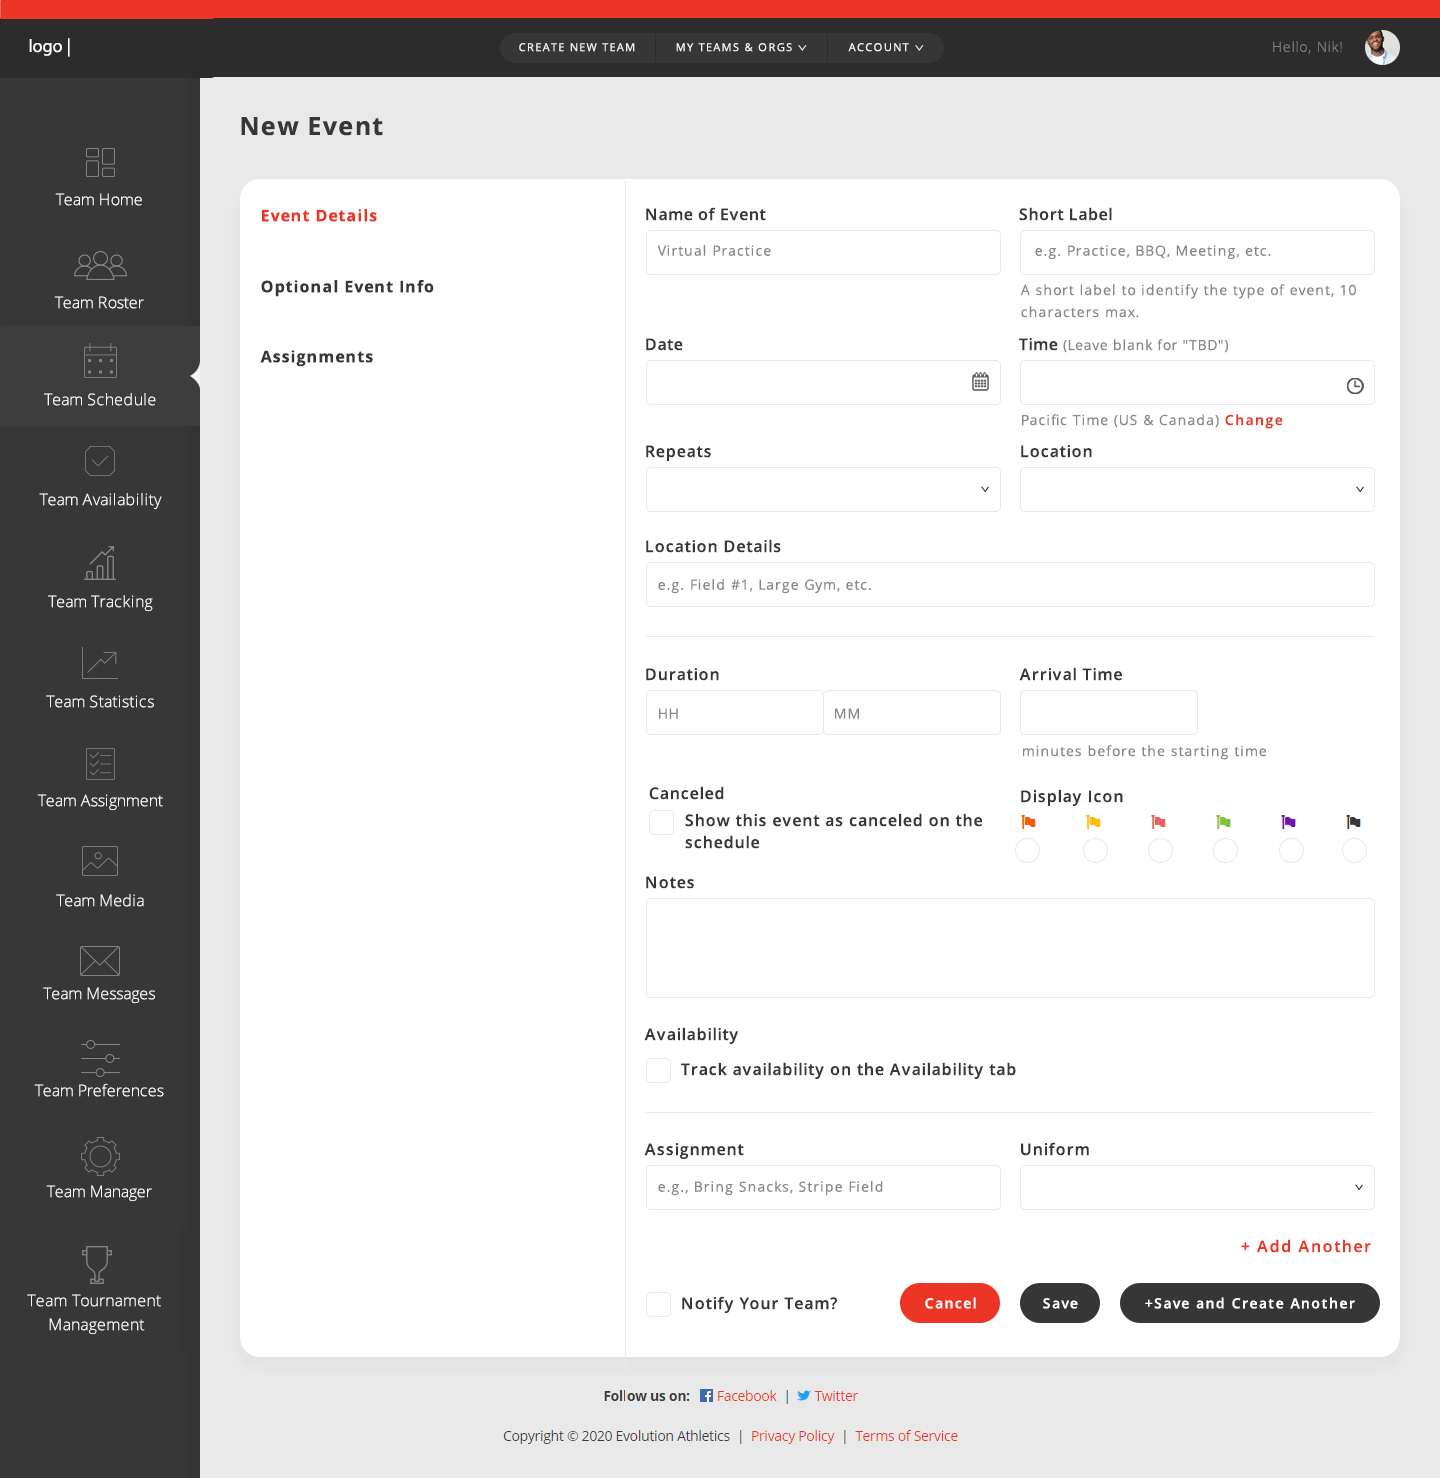 logo |
CREATE NEW TEAM
MY TEAMS & ORGS
ACCOUNT
Hello, Nik!
Team Home
Team Roster
Team Schedule
Team Availability
Team Tracking
Team Statistics
Team Assignment
Team Media
Team Messages
Team Preferences
Team Manager
Team Tournament
Management
New Event
Event Details
Optional Event Info
Assignments
Name of Event
Virtual Practice
Short Label
e.g. Practice, BBQ, Meeting, etc.
A short label to identify the type of event, 10
characters max.
Date
Time (Leave blank for "TBD")
Pacific Time (US & Canada) Change
Repeats
Location
Location Details
e.g. Field #1, Large Gym, etc.
Duration
HH
MM
Arrival Time
minutes before the starting time
Canceled
Show this event as canceled on the
schedule
Display Icon
Notes
Availability
Track availability on the Availability tab
Assignment
e.g., Bring Snacks, Stripe Field
Uniform
+ Add Another
Notify Your Team?
Cancel
Save
+Save and Create Another
Follow us on: Facebook | Twitter
Copyright © 2020 Evolution Athletics | Privacy Policy | Terms of Service